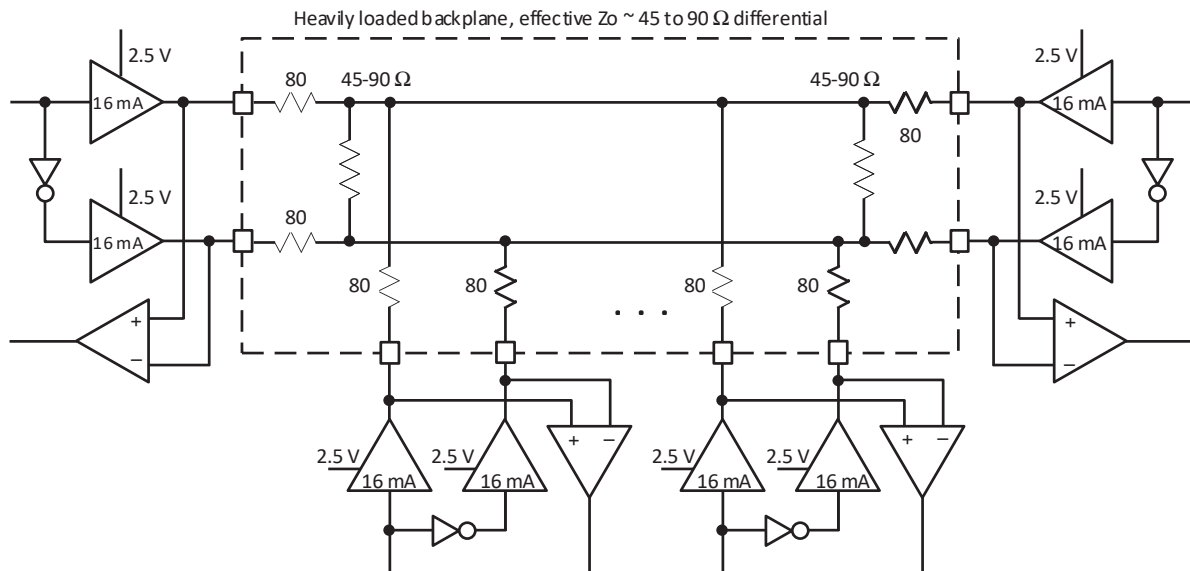 Heavily loaded backplane, effective Zo ~ 45 to 90 Ω differential
2.5 V
16 mA
80
45-90 Ω
45-90 Ω
80
2.5 V
16 mA
2.5 V
16 mA
80
2.5 V
16 mA
+
−
80
80
. . .
80
80
+
−
2.5 V
16 mA
2.5 V
16 mA
+ −
2.5 V
16 mA
2.5 V
16 mA
+ −